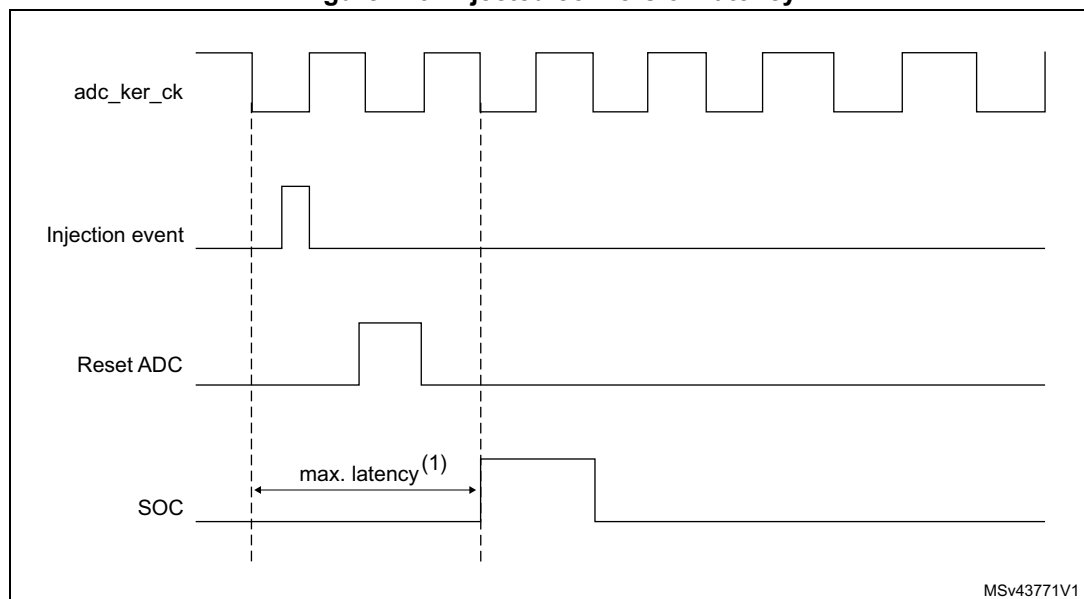 adc_ker_ck
Injection event
Reset ADC
max. latency(1)
SOC
MSv43771V1